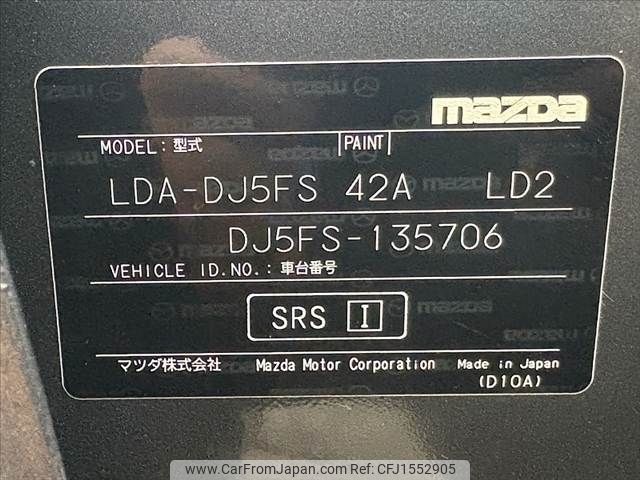 mazda
MODEL: 型式 PAINT
LDA-DJ5FS 42A LD2
DJ5FS-135706
VEHICLE ID.NO.: 車台番号
SRS I
マツダ株式会社 Mazda Motor Corporation Made in Japan
(D10A)
www.CarFromJapan.com - CFJ1552905